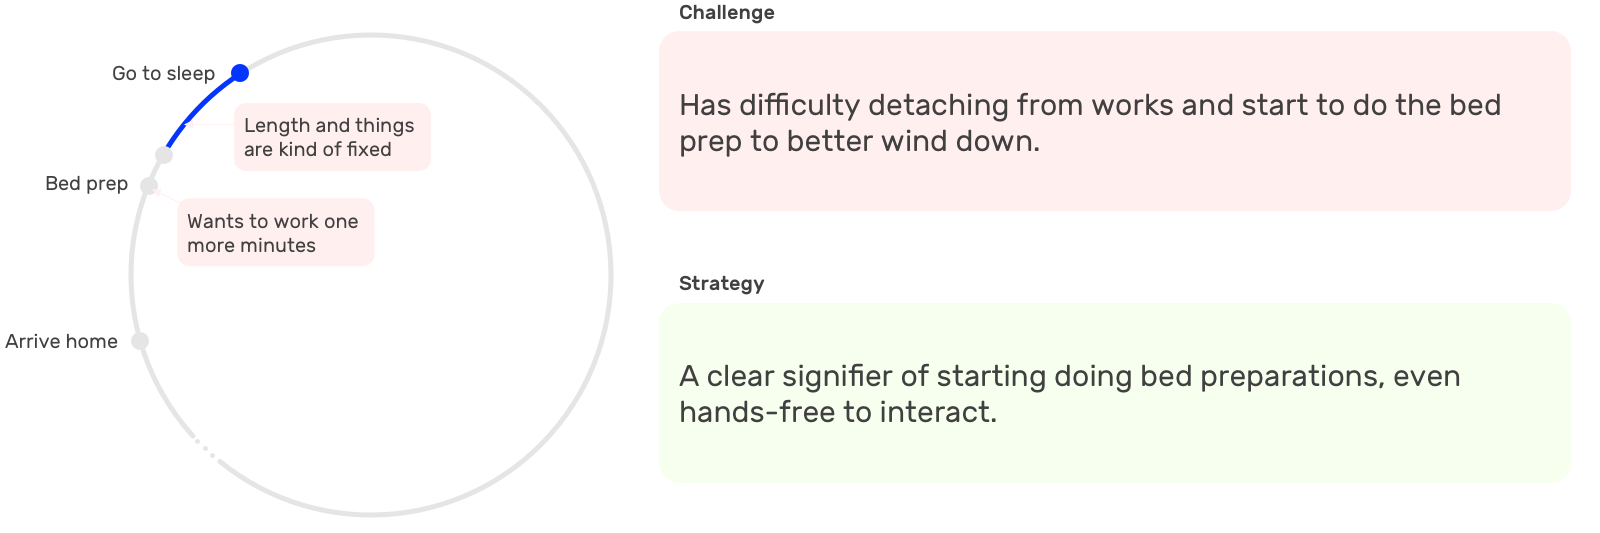 Go to sleep
Length and things
are kind of fixed
Bed prep
Wants to work one
more minutes
Arrive home
Challenge
Has difficulty detaching from works and start to do the bed
prep to better wind down.
Strategy
A clear signifier of starting doing bed preparations, even
hands-free to interact.